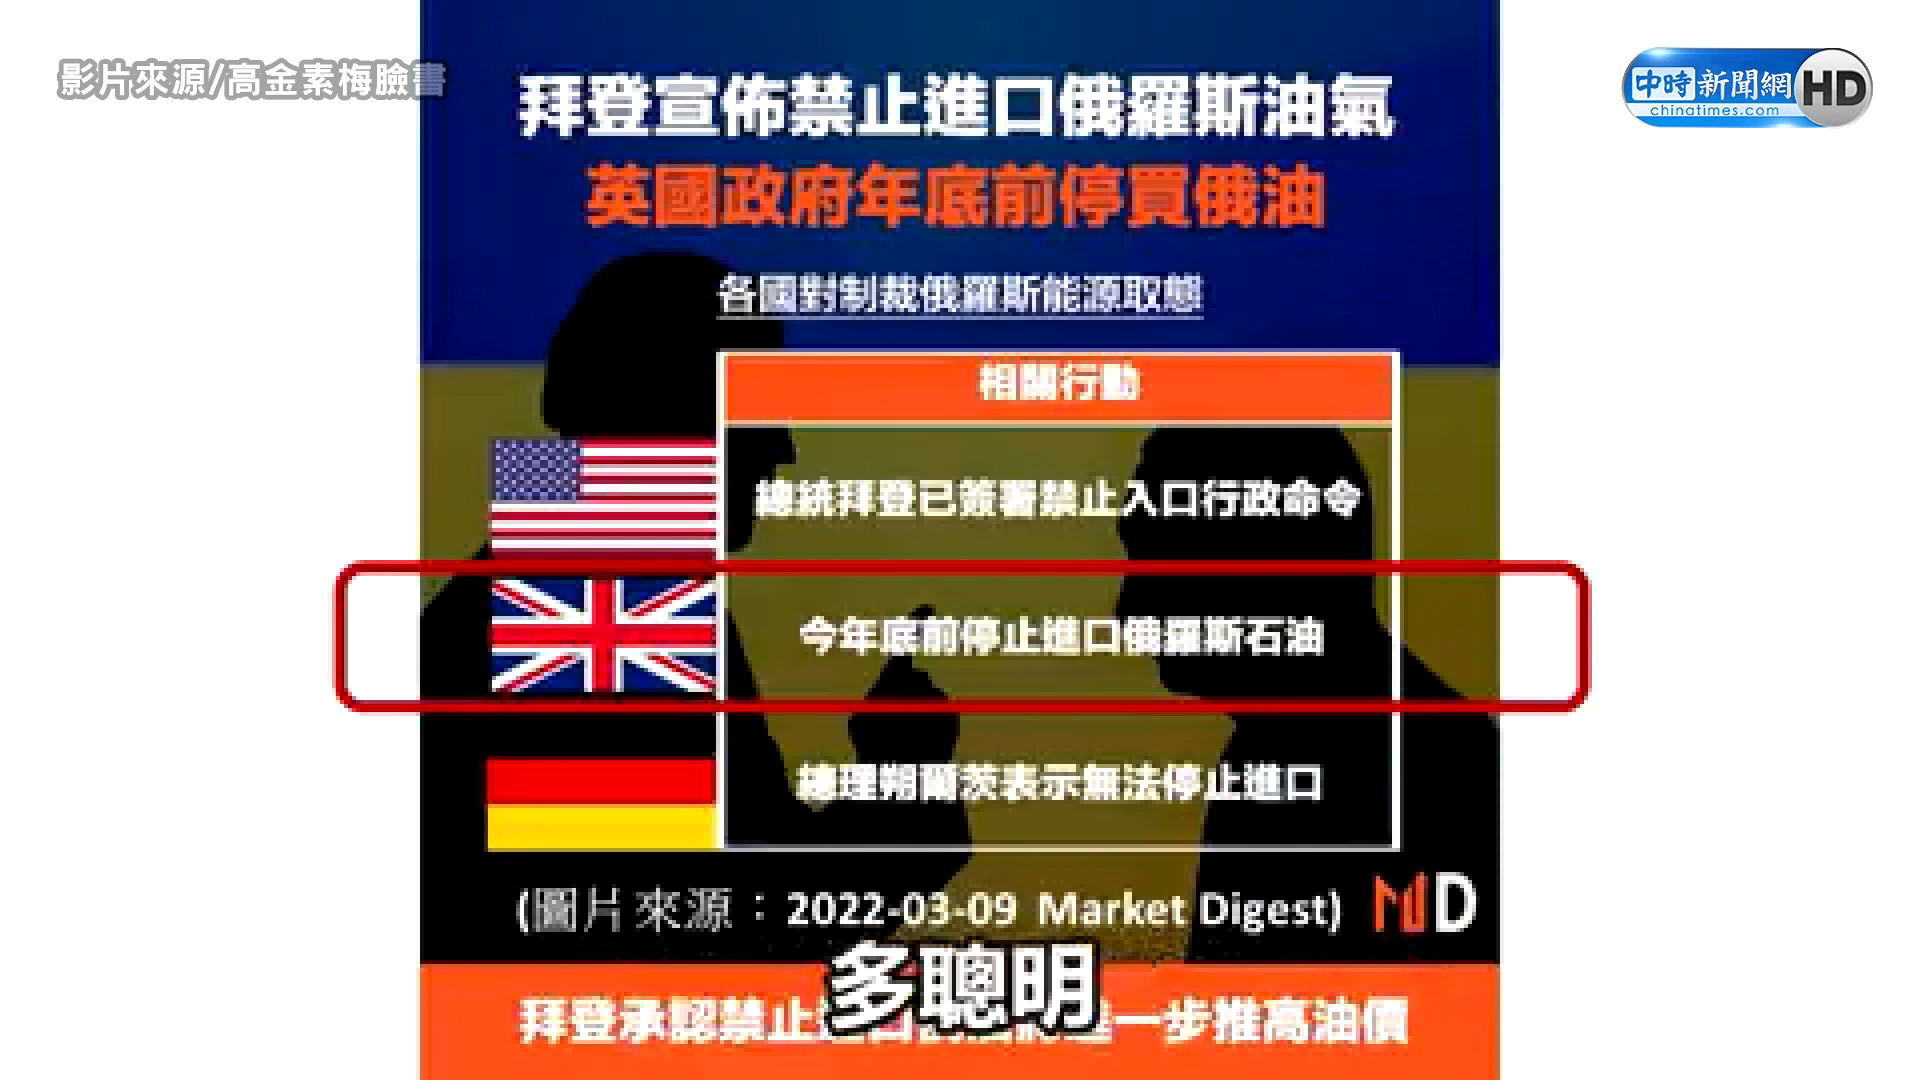 影片來源/高金素梅臉書
中時新聞網HD
chinatimes.com
拜登宣佈禁止進口俄羅斯油氣
英國政府年底前停買俄油
各國對制裁俄羅斯能源取態
相關行動
總統拜登已簽署禁止入口行政命令
今年底前停止進口俄羅斯石油
總理朔爾茨表示無法停止進口
(圖片來源：2022-03-09 Market Digest)
MD
多聰明
拜登承認禁止進口 一步推高油價